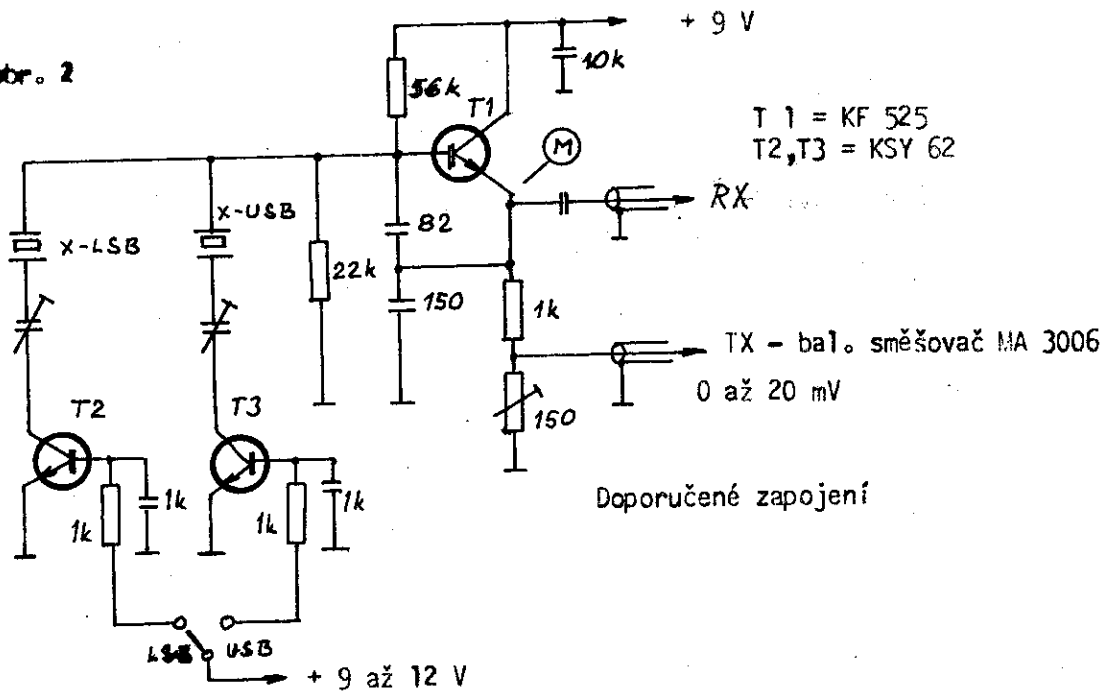 obr. 2
+ 9 V
10k
56k
T1
M
T 1 = KF 525
T2,T3 = KSY 62
RX
X-LSB
X-USB
82
22k
150
1k
TX - bal. směšovač MA 3006
0 až 20 mV
150
T2
T3
1k
1k
1k
1k
Doporučené zapojení
LSB
USB
+ 9 až 12 V